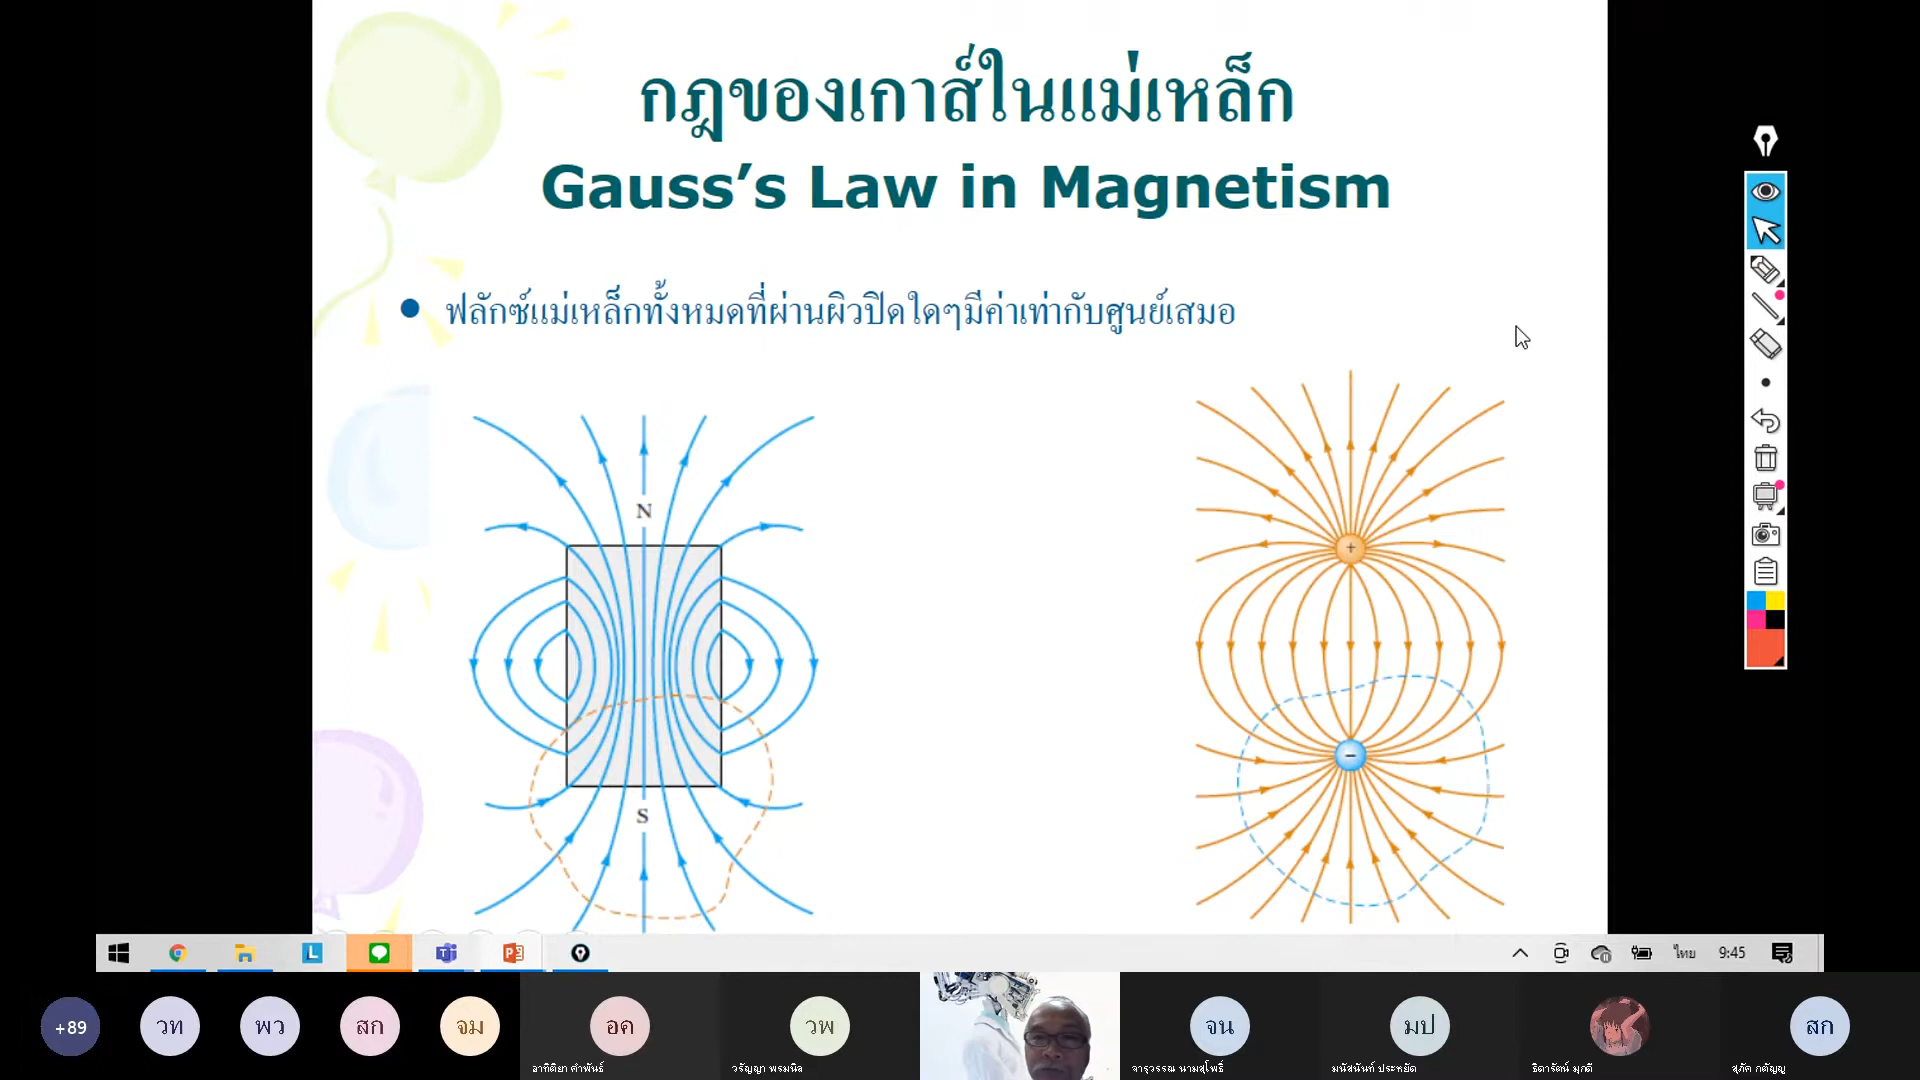 กฎของเกาส์ในแม่เหล็ก
Gauss's Law in Magnetism
ฟลักซ์แม่เหล็กทั้งหมดที่ผ่านผิวปิดใดๆมีค่าเท่ากับศูนย์เสมอ
N
+
−
S
ไทย
9:45
+89
วท
พว
สก
จม
อค
วพ
จน
มป
สก
อาทิติยา คำพันธ์
วรัญญา พรมนิล
จารุวรรณ นามสุโพธิ์
มนัสนันท์ ประหยัด
ธิดารัตน์ มุกดี
สุภัค กตัญญู